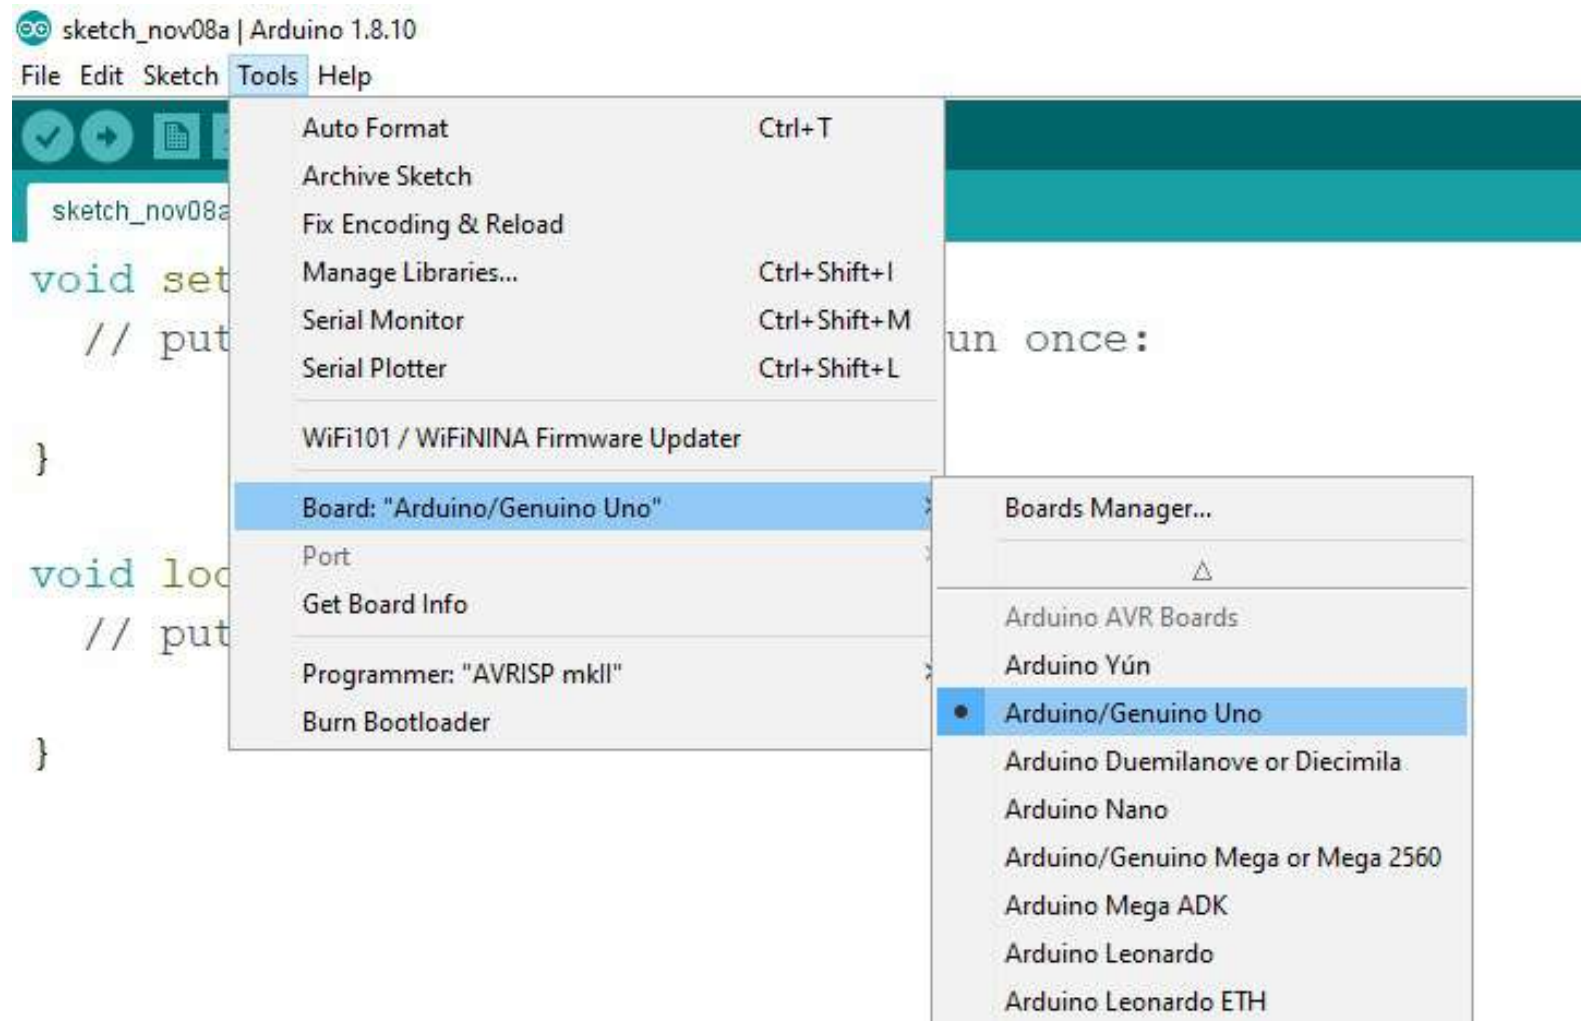 sketch_nov08a | Arduino 1.8.10
File Edit Sketch Tools Help
Auto Format Ctrl+T
Archive Sketch
sketch_nov08a
Fix Encoding & Reload
void set
Manage Libraries... Ctrl+Shift+I
Serial Monitor Ctrl+Shift+M
// put un once:
Serial Plotter Ctrl+Shift+L
WiFi101 / WiFiNINA Firmware Updater
}
Board: "Arduino/Genuino Uno"
Boards Manager...
Port
void loo
Get Board Info
Arduino AVR Boards
// put
Arduino Yún
Programmer: "AVRISP mkII"
Arduino/Genuino Uno
Burn Bootloader
}
Arduino Duemilanove or Diecimila
Arduino Nano
Arduino/Genuino Mega or Mega 2560
Arduino Mega ADK
Arduino Leonardo
Arduino Leonardo ETH